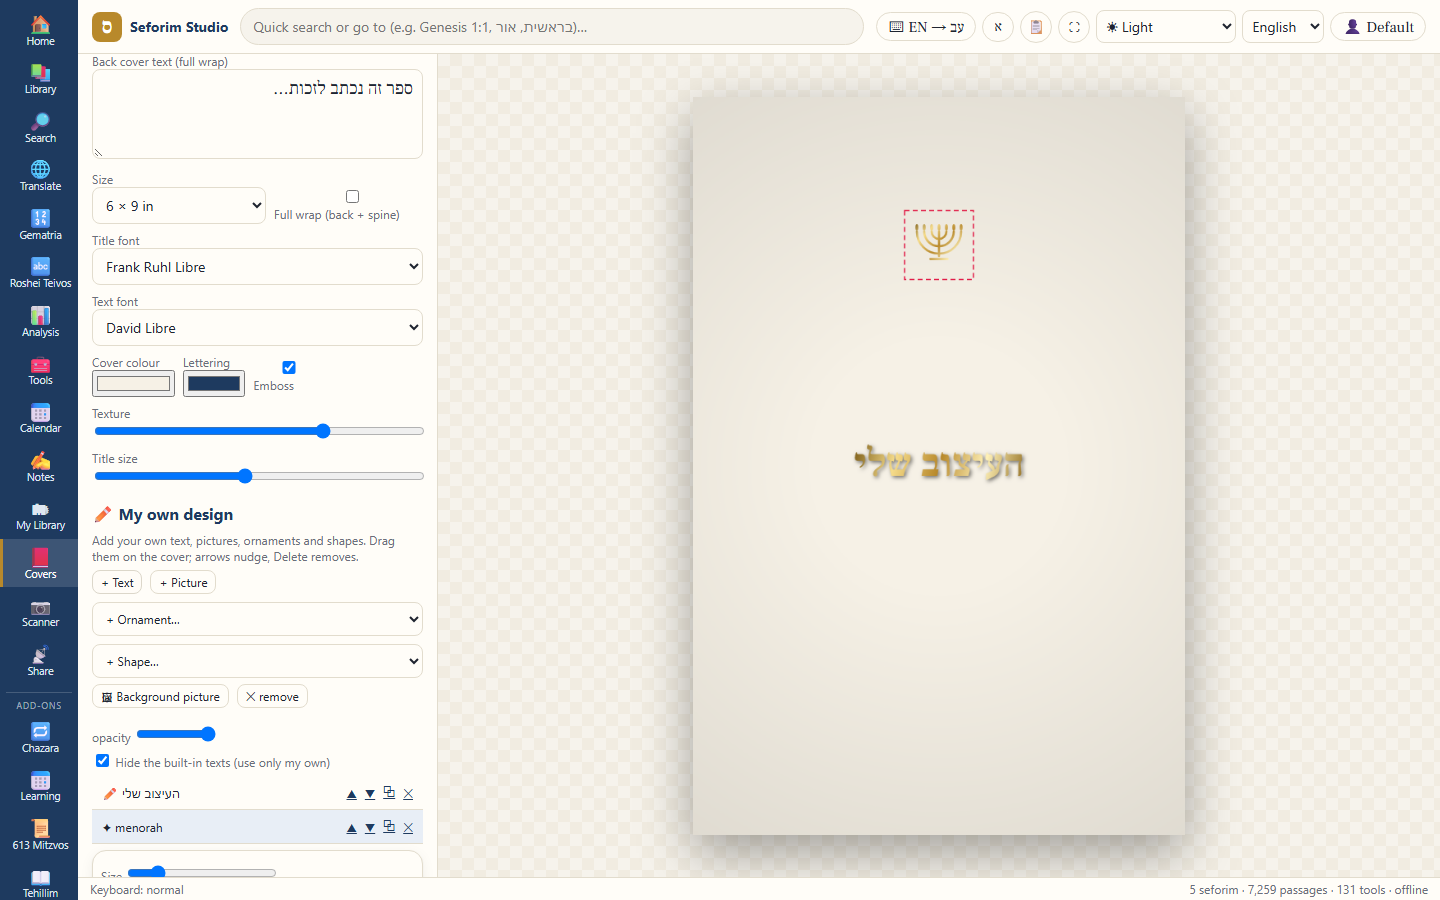 Home
Library
Search
Translate
Gematria
Roshei Teivos
Analysis
Tools
Calendar
Notes
My Library
Covers
Scanner
Share
ADD-ONS
Chazara
Learning
613 Mitzvos
Tehillim
ס Seforim Studio
Quick search or go to (e.g. Genesis 1:1, בראשית, אור)...
EN → עב
א
☀ Light
English
Default
Back cover text (full wrap)
ספר זה נכתב לזכות...
Size
6 × 9 in
Full wrap (back + spine)
Title font
Frank Ruhl Libre
Text font
David Libre
Cover colour
Lettering
Emboss
Texture
Title size
My own design
Add your own text, pictures, ornaments and shapes. Drag
them on the cover; arrows nudge, Delete removes.
+ Text
+ Picture
+ Ornament...
+ Shape...
Background picture
✕ remove
opacity
Hide the built-in texts (use only my own)
העיצוב שלי
✦ menorah
Size
העיצוב שלי
Keyboard: normal
5 seforim · 7,259 passages · 131 tools · offline